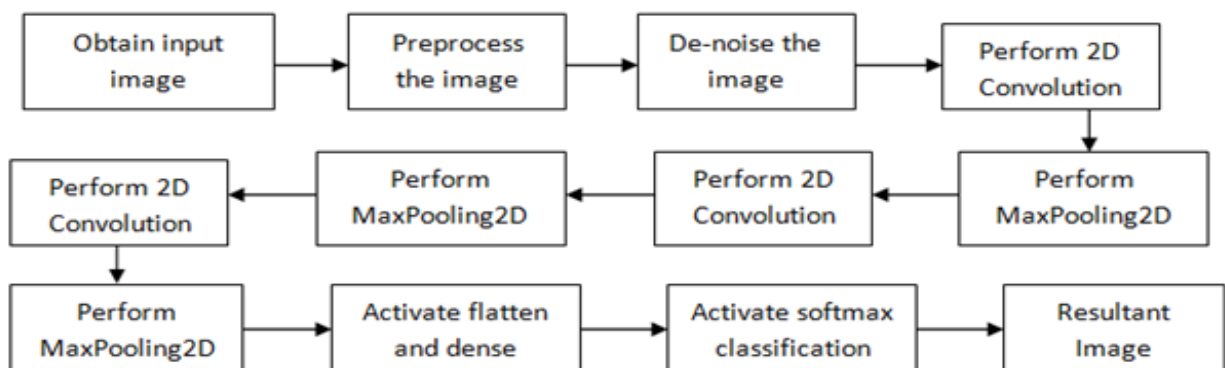 Obtain input
image
Preprocess
the image
De-noise the
image
Perform 2D
Convolution
Perform
MaxPooling2D
Perform 2D
Convolution
Perform
MaxPooling2D
Perform 2D
Convolution
Perform
MaxPooling2D
Activate flatten
and dense
Activate softmax
classification
Resultant
Image